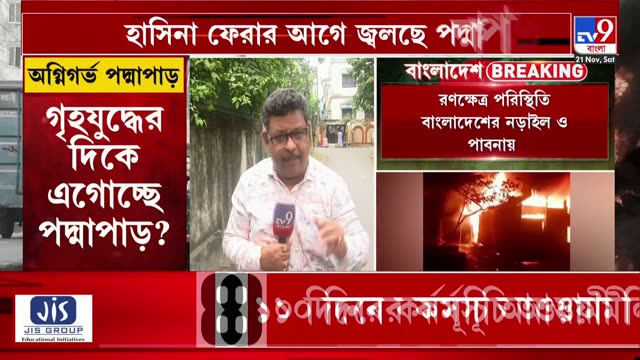 হাসিনা ফেরার আগে জ্বলছে পদ্মা
TV9
বাংলা
21 Nov, Sat
অগ্নিগর্ভ পদ্মাপাড়
গৃহযুদ্ধের
দিকে
এগোচ্ছে
পদ্মাপাড়?
বাংলাদেশ BREAKING
রণক্ষেত্র পরিস্থিতি
বাংলাদেশের নড়াইল ও
পাবনায়
JIS
JIS GROUP
Educational Initiatives